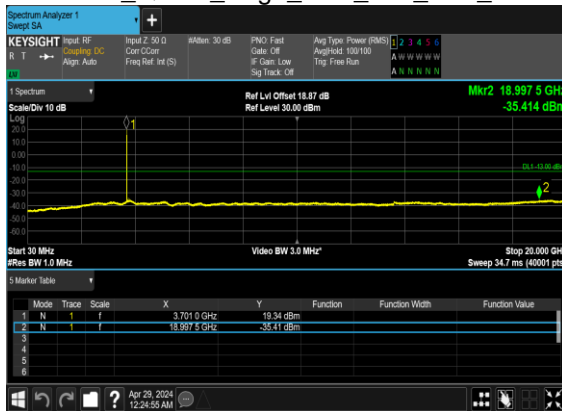 Spectrum Analyzer 1
Swept SA
KEYSIGHT Input: RF Input Z: 50 Ω #Atten: 30 dB PNO: Fast Avg Type: Power (RMS) 1 2 3 4 5 6
R T Coupling: DC Corr CCorr Gate: Off Avg|Hold: 100/100 A W W W W W
Align: Auto Freq Ref: Int (S) IF Gain: Low Trig: Free Run
Sig Track: Off A N N N N N
1 Spectrum Ref Lvl Offset 18.87 dB Mkr2 18.997 5 GHz
Scale/Div 10 dB Ref Level 30.00 dBm -35.414 dBm
Log
20.0
10.0
0.00
-10.0
-20.0
-30.0
-40.0
-50.0
-60.0
1
DL1 -13.00 dB
2
Start 30 MHz Video BW 3.0 MHz* Stop 20.000 GH
#Res BW 1.0 MHz Sweep 34.7 ms (40001 pts
5 Marker Table
Mode Trace Scale X Y Function Function Width Function Value
1 N 1 f 3.701 0 GHz 19.34 dBm
2 N 1 f 18.997 5 GHz -35.41 dBm
3
4
5
6
? Apr 29, 2024
12:24:55 AM